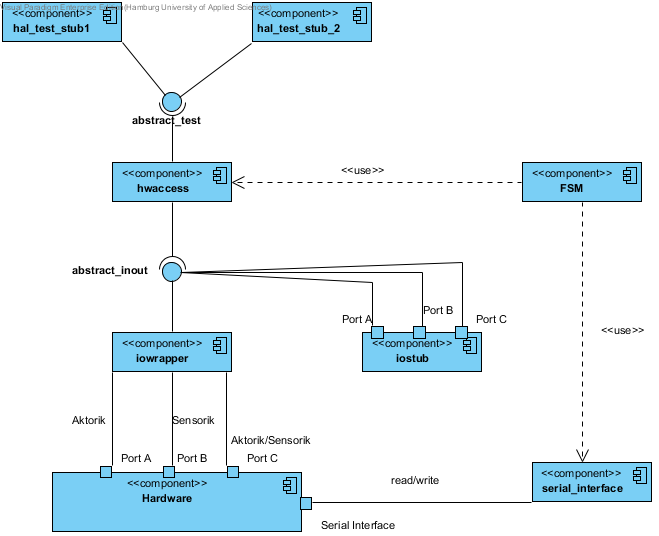 Visual Paradigm Enterprise Edition(Hamburg University of Applied Sciences)
<<component>>
hal_test_stub1
<<component>>
hal_test_stub_2
abstract_test
<<component>>
hwaccess
<<use>>
<<component>>
FSM
abstract_inout
Port A
Port B
Port C
<<use>>
<<component>>
iowrapper
<<component>>
iostub
Aktorik
Sensorik
Aktorik/Sensorik
Port A
Port B
Port C
<<component>>
Hardware
read/write
Serial Interface
<<component>>
serial_interface